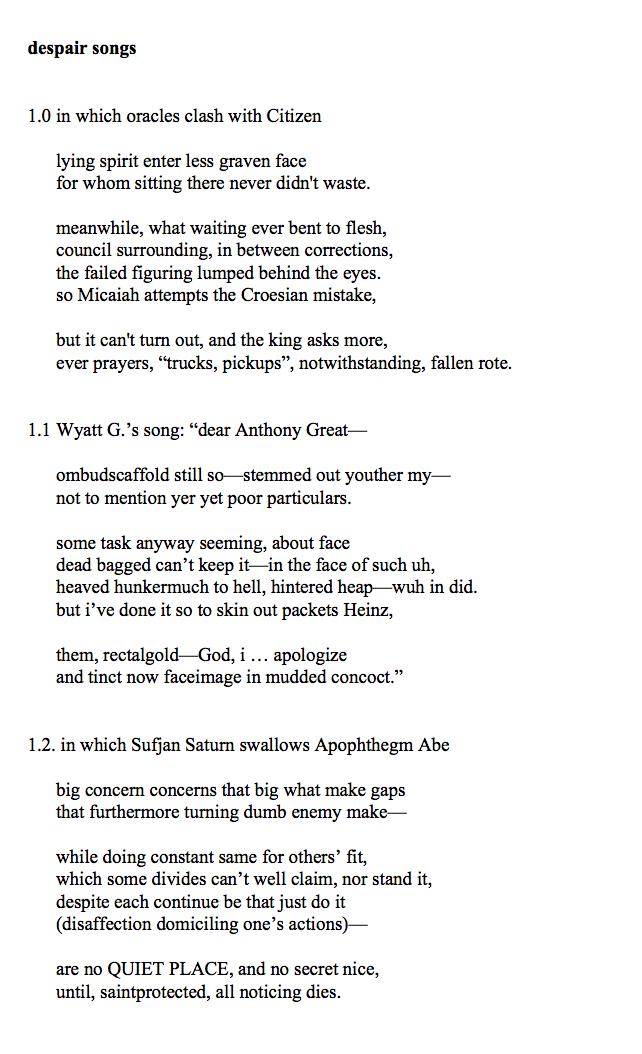 despair songs
1.0 in which oracles clash with Citizen
lying spirit enter less graven face
for whom sitting there never didn't waste.
meanwhile, what waiting ever bent to flesh,
council surrounding, in between corrections,
the failed figuring lumped behind the eyes.
so Micaiah attempts the Croesian mistake,
but it can't turn out, and the king asks more,
ever prayers, “trucks, pickups”, notwithstanding, fallen rote.
1.1 Wyatt G.’s song: “dear Anthony Great—
ombudscaffold still so—stemmed out youther my—
not to mention yer yet poor particulars.
some task anyway seeming, about face
dead bagged can’t keep it—in the face of such uh,
heaved hunkermuch to hell, hintered heap—wuh in did.
but i’ve done it so to skin out packets Heinz,
them, rectalgold—God, i … apologize
and tinct now faceimage in mudded concoct.”
1.2. in which Sufjan Saturn swallows Apophthegm Abe
big concern concerns that big what make gaps
that furthermore turning dumb enemy make—
while doing constant same for others’ fit,
which some divides can’t well claim, nor stand it,
despite each continue be that just do it
(disaffection domiciling one’s actions)—
are no QUIET PLACE, and no secret nice,
until, saintprotected, all noticing dies.